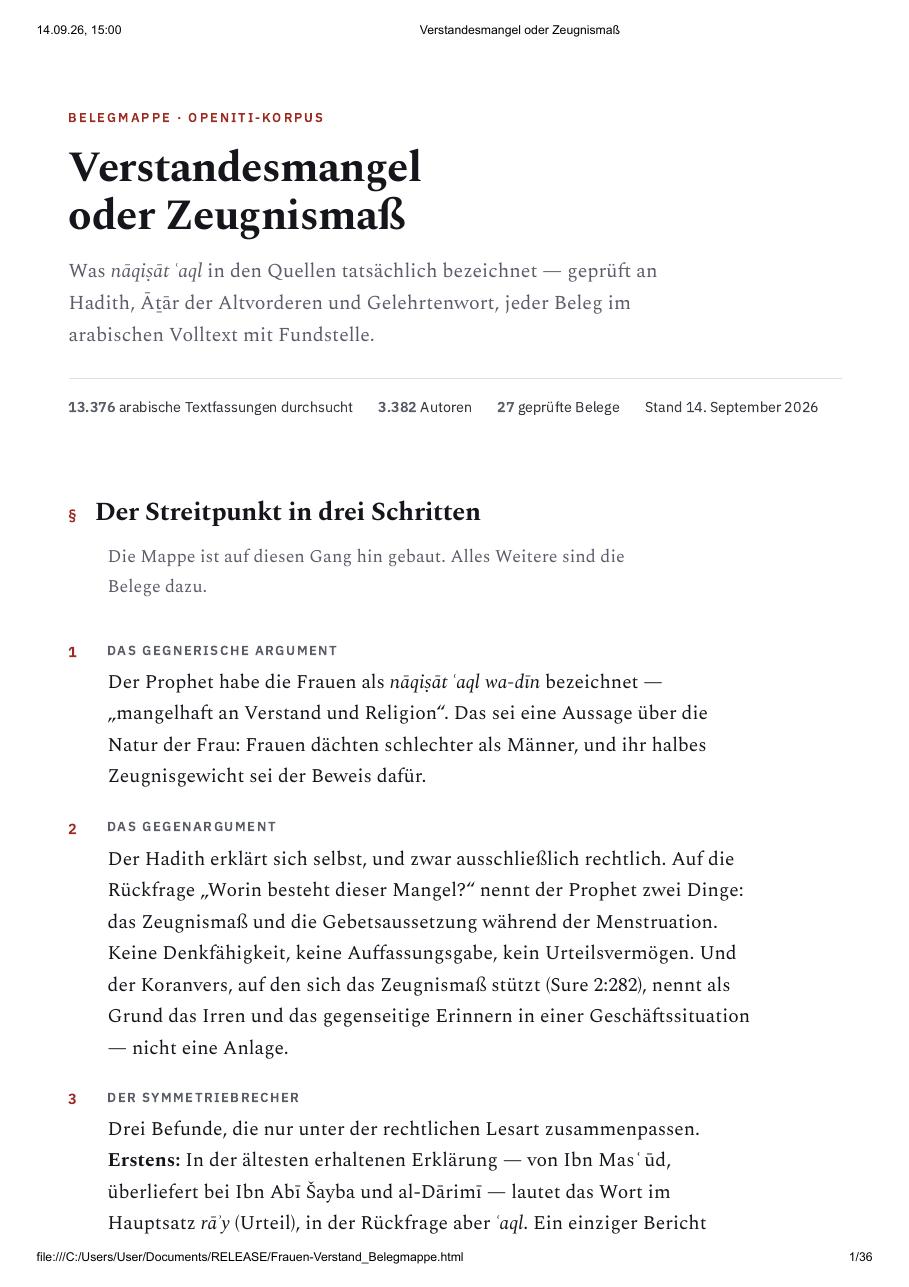 14.09.26, 15:00
Verstandesmangel oder Zeugnismaß
BELEGMAPPE · OPENITI-KORPUS
Verstandesmangel
oder Zeugnismaß
Was nāqiṣāt ʿaql in den Quellen tatsächlich bezeichnet — geprüft an
Hadith, Āṯār der Altvorderen und Gelehrtenwort, jeder Beleg im
arabischen Volltext mit Fundstelle.
13.376 arabische Textfassungen durchsucht 3.382 Autoren 27 geprüfte Belege Stand 14. September 2026
§ Der Streitpunkt in drei Schritten
Die Mappe ist auf diesen Gang hin gebaut. Alles Weitere sind die
Belege dazu.
1 DAS GEGNERISCHE ARGUMENT
Der Prophet habe die Frauen als nāqiṣāt ʿaql wa-dīn bezeichnet —
„mangelhaft an Verstand und Religion“. Das sei eine Aussage über die
Natur der Frau: Frauen dächten schlechter als Männer, und ihr halbes
Zeugnisgewicht sei der Beweis dafür.
2 DAS GEGENARGUMENT
Der Hadith erklärt sich selbst, und zwar ausschließlich rechtlich. Auf die
Rückfrage „Worin besteht dieser Mangel?“ nennt der Prophet zwei Dinge:
das Zeugnismaß und die Gebetsaussetzung während der Menstruation.
Keine Denkfähigkeit, keine Auffassungsgabe, kein Urteilsvermögen. Und
der Koranvers, auf den sich das Zeugnismaß stützt (Sure 2:282), nennt als
Grund das Irren und das gegenseitige Erinnern in einer Geschäftssituation
— nicht eine Anlage.
3 DER SYMMETRIEBRECHER
Drei Befunde, die nur unter der rechtlichen Lesart zusammenpassen.
Erstens: In der ältesten erhaltenen Erklärung — von Ibn Masʿūd,
überliefert bei Ibn Abī Šayba und al-Dārimī — lautet das Wort im
Hauptsatz rāʾy (Urteil), in der Rückfrage aber ʿaql. Ein einziger Bericht
file:///C:/Users/User/Documents/RELEASE/Frauen-Verstand_Belegmappe.html
1/36